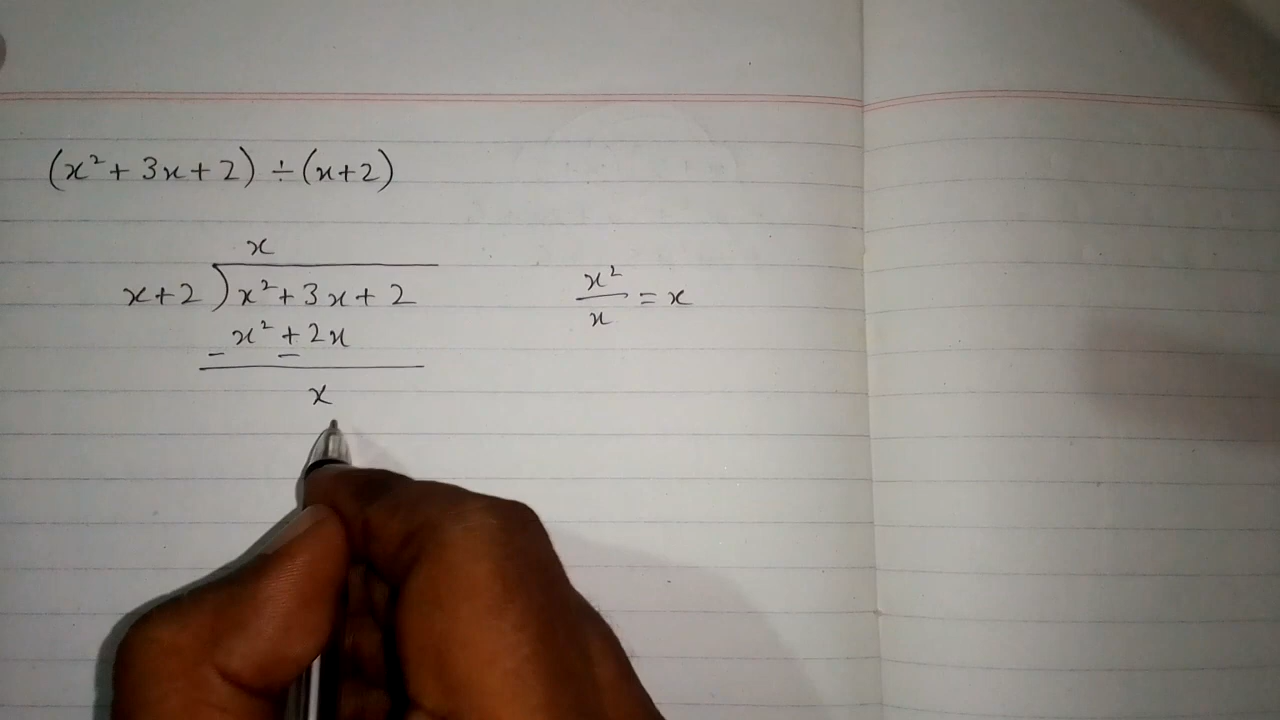 (x² + 3x + 2) ÷ (x+2)
x
x+2 ) x² + 3x + 2
x²/x = x
x² + 2x
- -
x